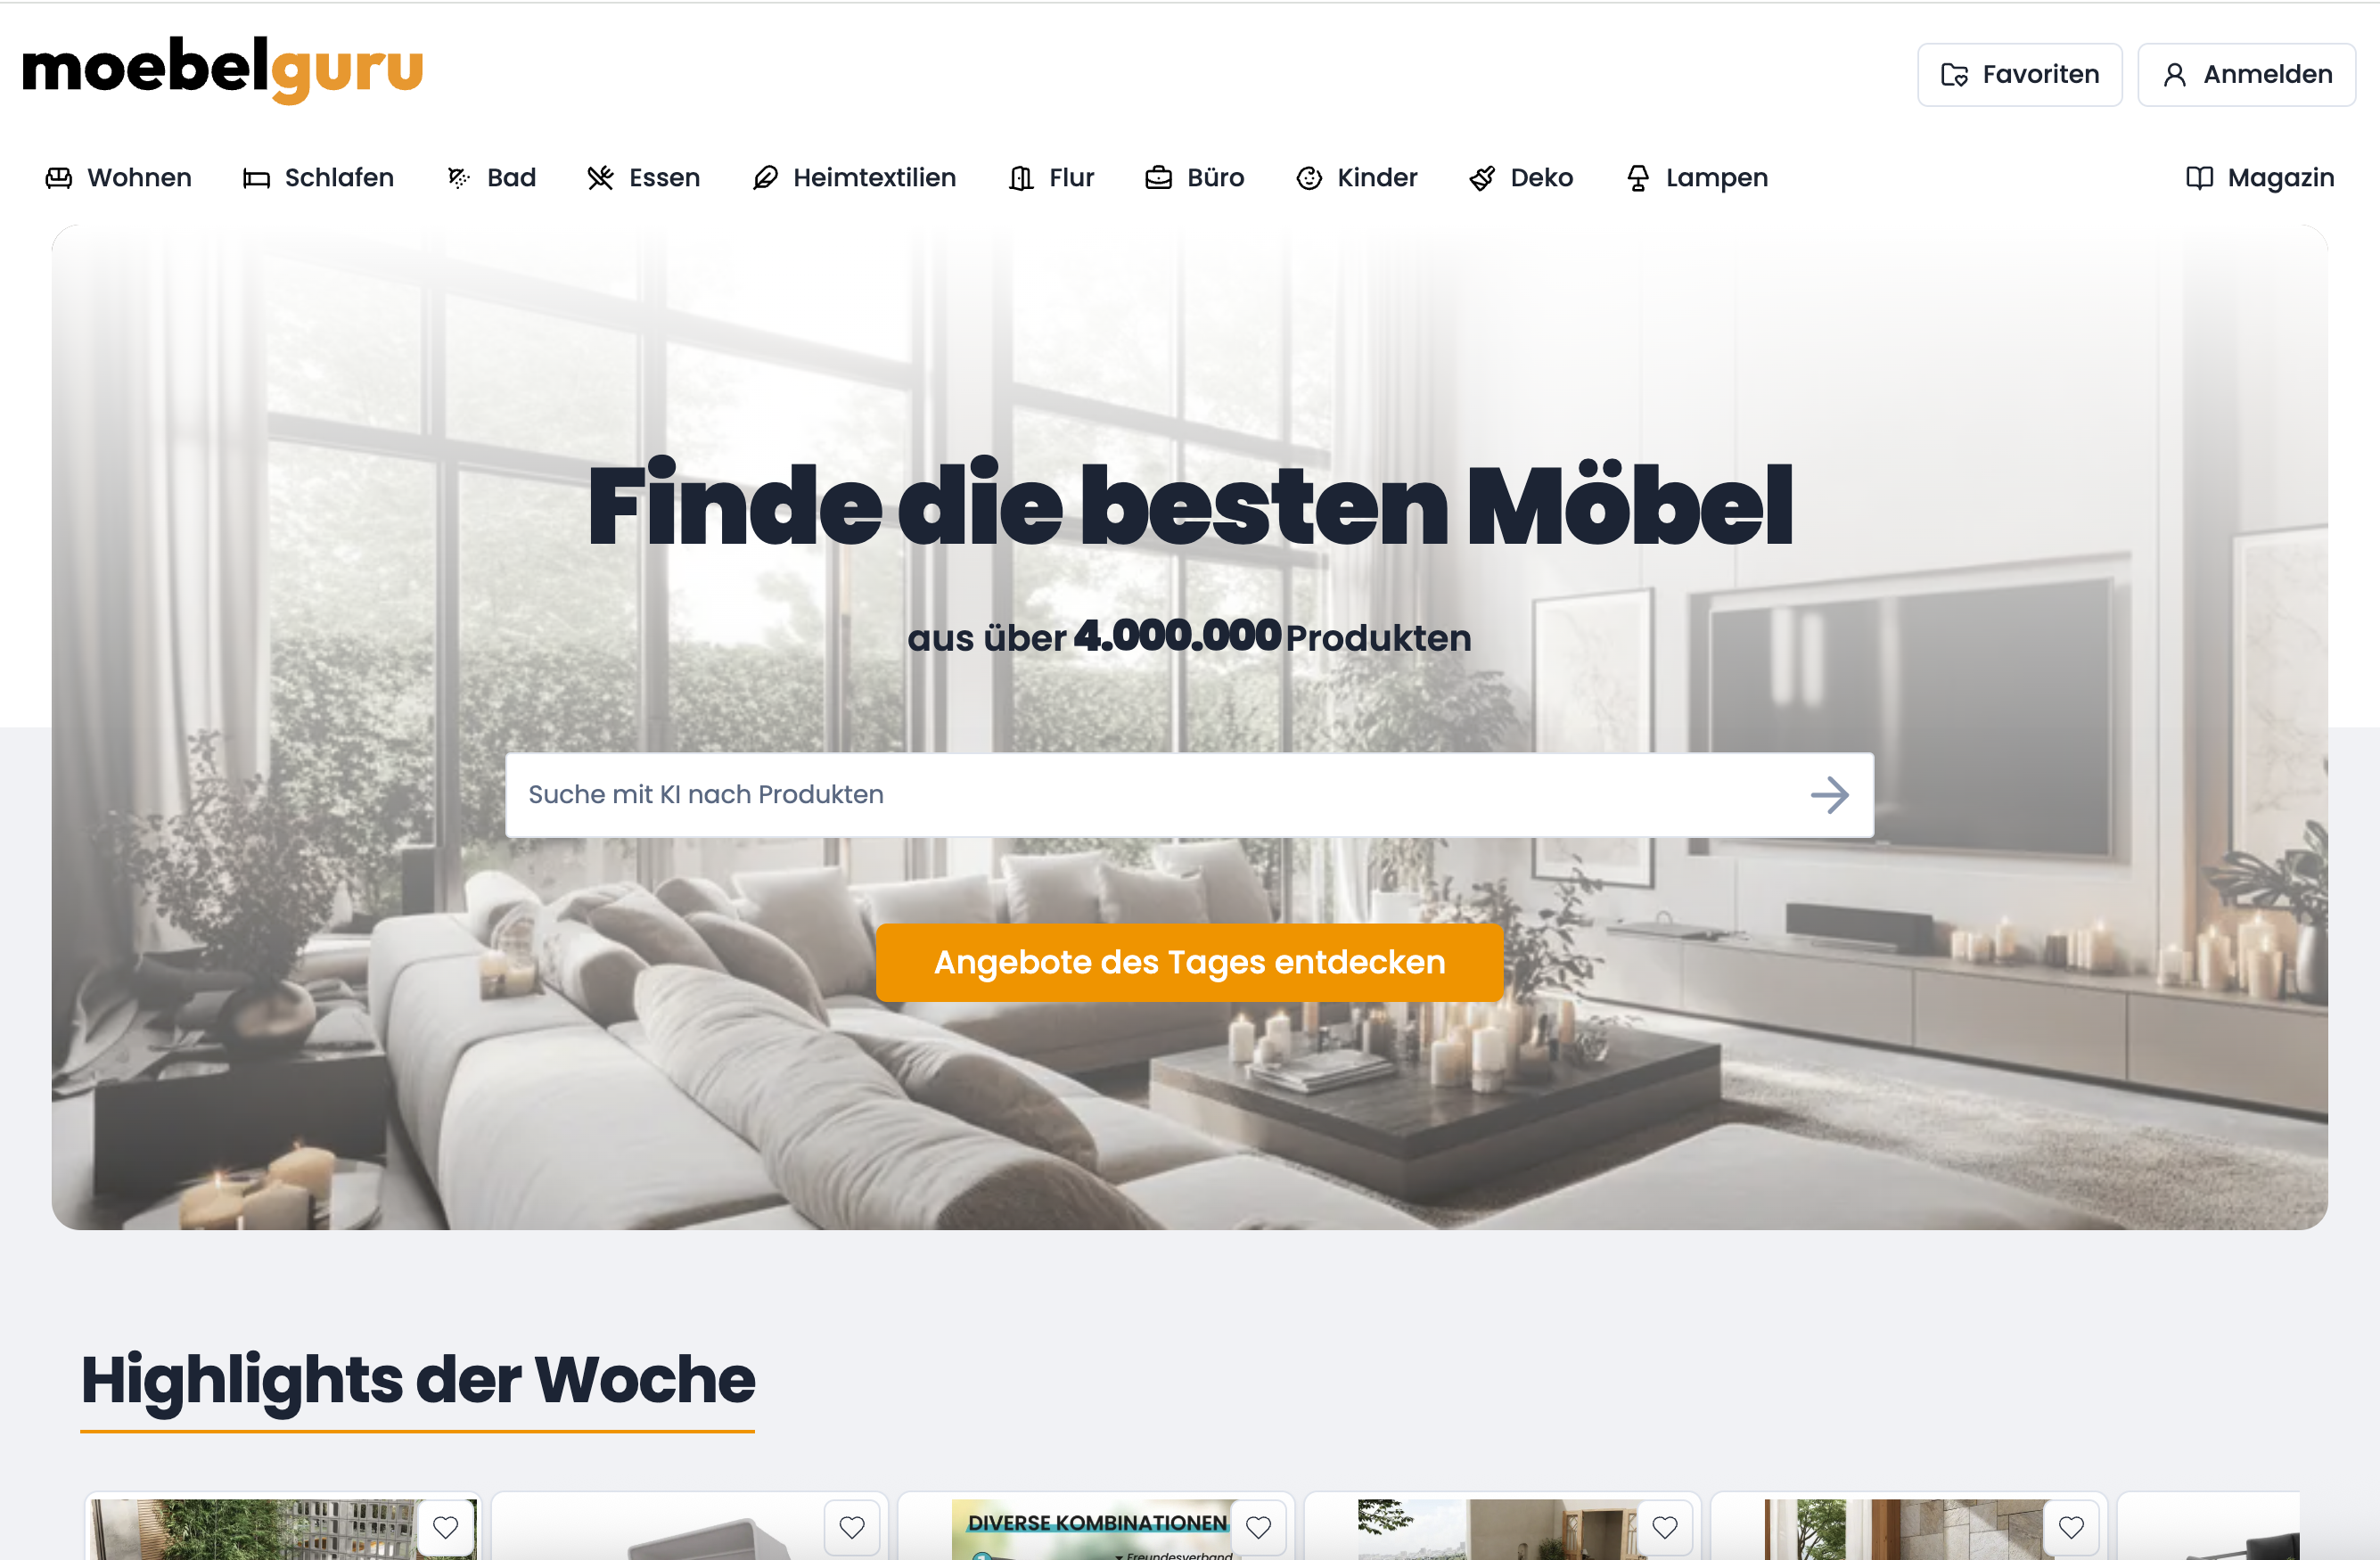 moebelguru
Favoriten
Anmelden
Wohnen
Schlafen
Bad
Essen
Heimtextilien
Flur
Büro
Kinder
Deko
Lampen
Magazin
Finde die besten Möbel
aus über 4.000.000 Produkten
Suche mit KI nach Produkten
Angebote des Tages entdecken
Highlights der Woche
DIVERSE KOMBINATIONEN
Freundesverband